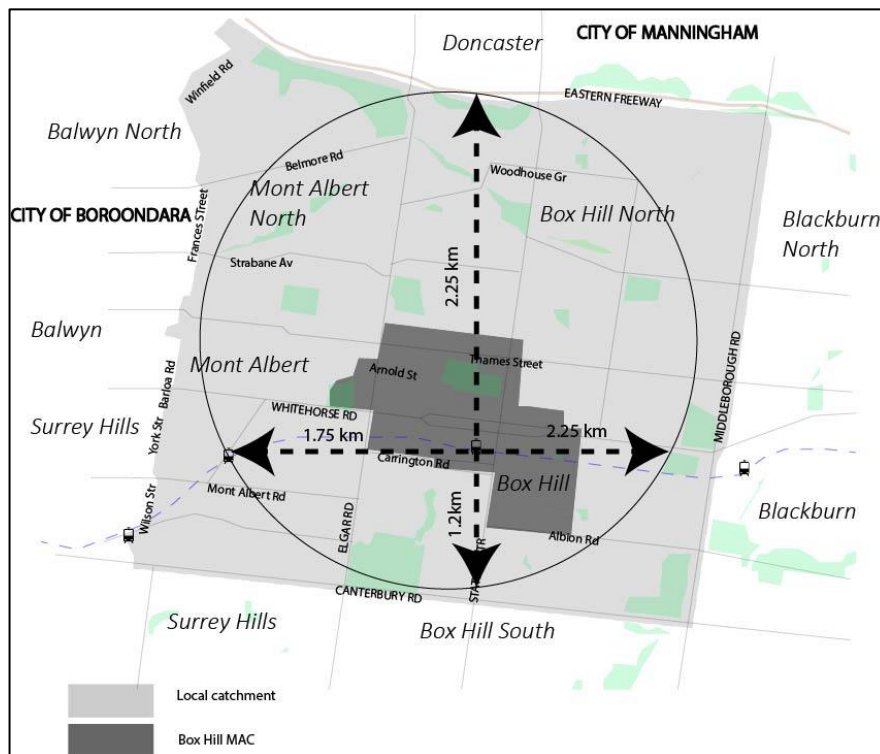 Doncaster
CITY OF MANNINGHAM
Winfield Rd
EASTERN FREEWAY
Balwyn North
Belmore Rd
Woodhouse Gr
Mont Albert
North
Box Hill North
CITY OF BOROONDARA
Frances STreet
Blackburn
North
Strabane Av
2.25 km
Balwyn
Thames Street
Mont Albert
Arnold St
MIDDLEBOROUGH RD
Barloa Rd
WHITEHORSE RD
Surrey Hills
York Str
1.75 km
2.25 km
Carrington Rd
Box Hill
Mont Albert Rd
Wilson Str
ELGAR RD
1.2km
Albion Rd
Blackburn
STAT
TR
CANTERBURY RD
Surrey Hills
Box Hill South
Local catchment
Box Hill MAC